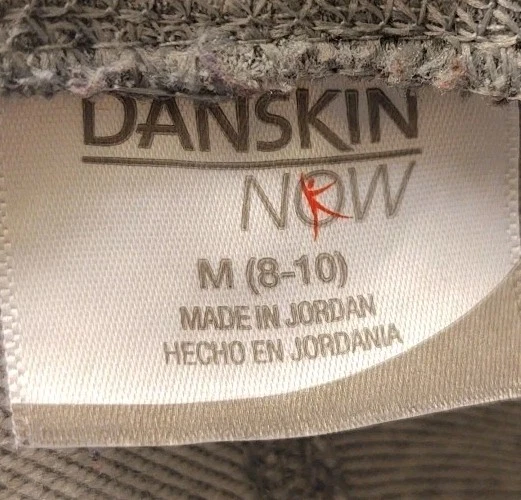 DANSKIN
NOW
M (8-10)
MADE IN JORDAN
HECHO EN JORDANIA